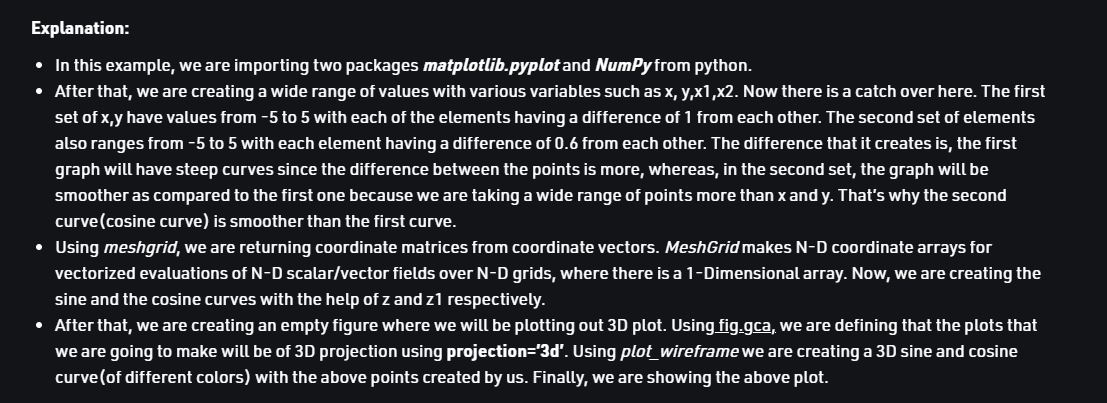 Explanation:
• In this example, we are importing two packages matplotlib.pyplot and NumPy from python.
• After that, we are creating a wide range of values with various variables such as x, y,x1,x2. Now there is a catch over here. The first
set of x,y have values from -5 to 5 with each of the elements having a difference of 1 from each other. The second set of elements
also ranges from -5 to 5 with each element having a difference of 0.6 from each other. The difference that it creates is, the first
graph will have steep curves since the difference between the points is more, whereas, in the second set, the graph will be
smoother as compared to the first one because we are taking a wide range of points more than x and y. That's why the second
curve(cosine curve) is smoother than the first curve.
• Using meshgrid, we are returning coordinate matrices from coordinate vectors. MeshGrid makes N-D coordinate arrays for
vectorized evaluations of N-D scalar/vector fields over N-D grids, where there is a 1-Dimensional array. Now, we are creating the
sine and the cosine curves with the help of z and z1 respectively.
• After that, we are creating an empty figure where we will be plotting out 3D plot. Using fig.gca, we are defining that the plots that
we are going to make will be of 3D projection using projection='3d'. Using plot_wireframe we are creating a 3D sine and cosine
curve(of different colors) with the above points created by us. Finally, we are showing the above plot.